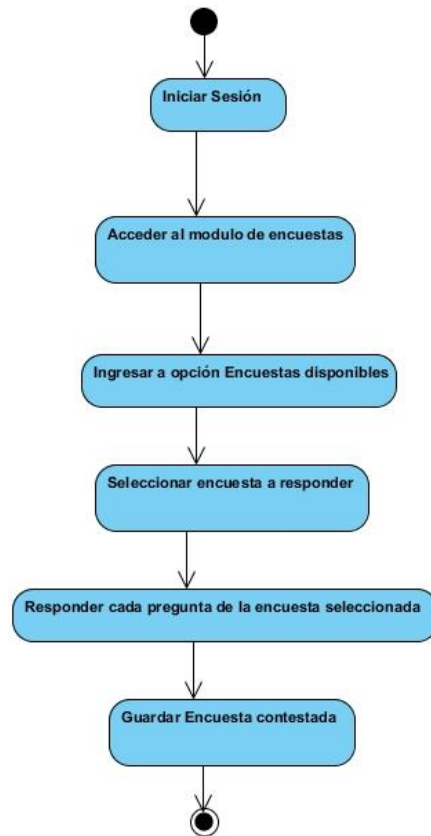 Iniciar Sesión
Acceder al modulo de encuestas
Ingresar a opción Encuestas disponibles
Seleccionar encuesta a responder
Responder cada pregunta de la encuesta seleccionada
Guardar Encuesta contestada